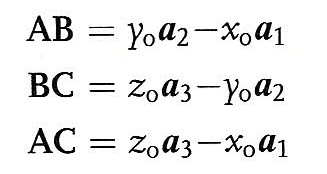 AB = y₀a₂−x₀a₁
BC = z₀a₃−y₀a₂
AC = z₀a₃−x₀a₁